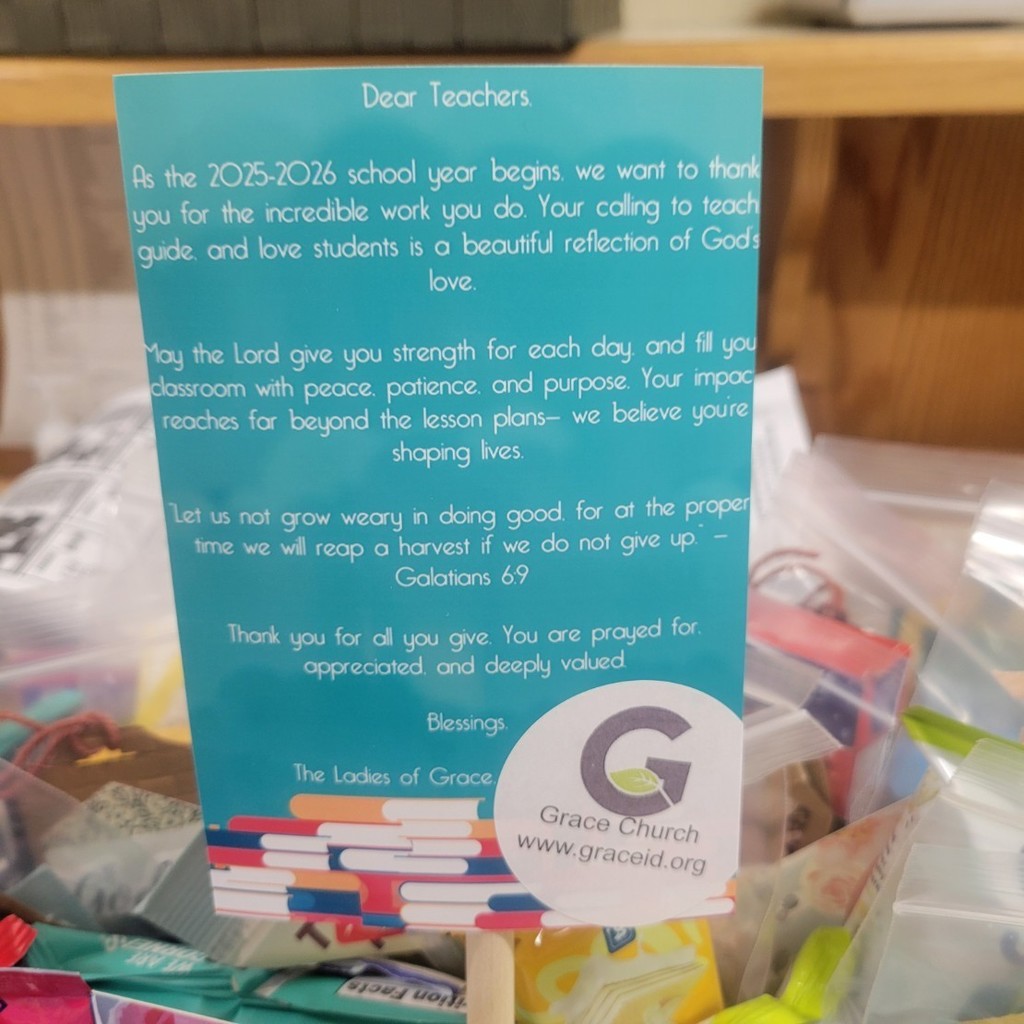 Dear Teachers,
As the 2025-2026 school year begins, we want to thank
you for the incredible work you do. Your calling to teach
guide, and love students is a beautiful reflection of God's
love.
May the Lord give you strength for each day, and fill you
classroom with peace, patience, and purpose. Your impac
reaches far beyond the lesson plans— we believe you're
shaping lives.
"Let us not grow weary in doing good, for at the proper
time we will reap a harvest if we do not give up." —
Galatians 6:9
Thank you for all you give. You are prayed for,
appreciated, and deeply valued.
Blessings,
The Ladies of Grace
G
Grace Church
www.graceid.org
WE ARE
Nutrition Facts